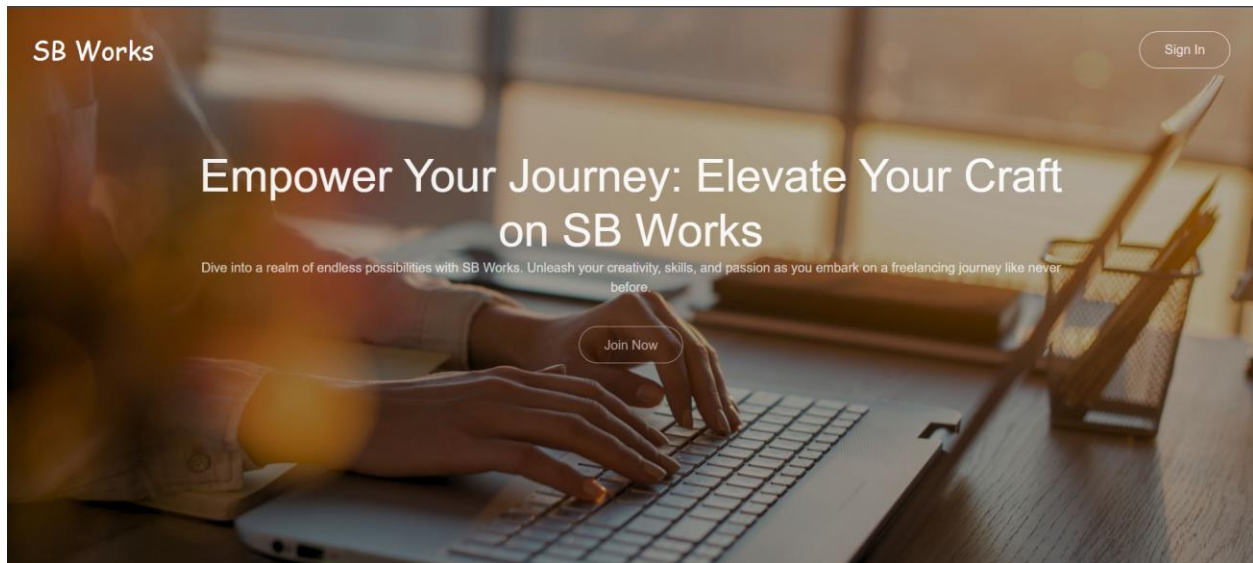 SB Works
Sign In
Empower Your Journey: Elevate Your Craft
on SB Works
Dive into a realm of endless possibilities with SB Works. Unleash your creativity, skills, and passion as you embark on a freelancing journey like never
before.
Join Now